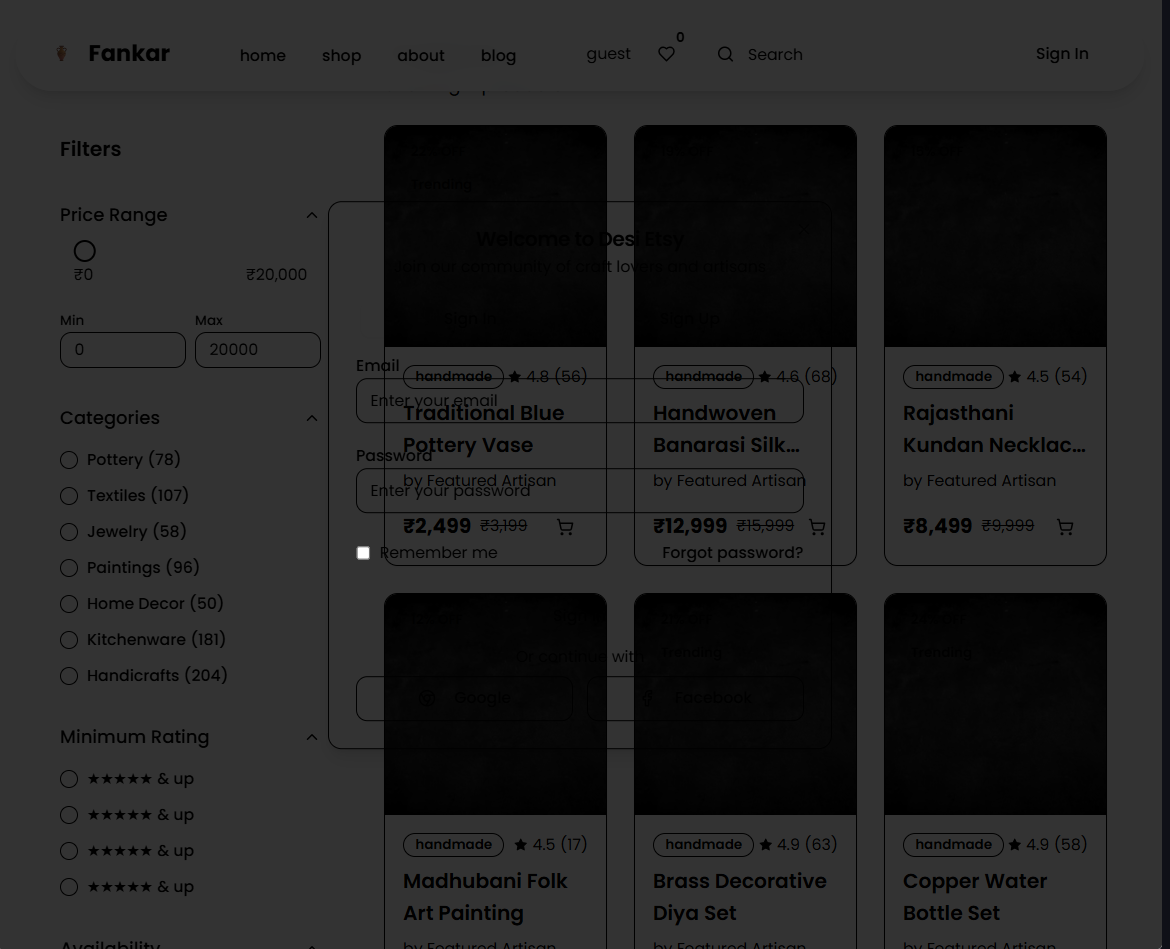 Fankar
home
shop
about
blog
guest
0
Search
Sign In
Filters
Price Range
₹0
₹20,000
Min
Max
0
20000
Categories
Pottery (78)
Textiles (107)
Jewelry (58)
Paintings (96)
Home Decor (50)
Kitchenware (181)
Handicrafts (204)
Minimum Rating
★★★★★ & up
★★★★★ & up
★★★★★ & up
★★★★★ & up
Availability
Trending
Welcome to Desi Etsy
Join our community of craft lovers and artisans
Sign In
Sign Up
Email
Enter your email
Password
Enter your password
Remember me
Forgot password?
Or continue with
Google
Facebook
handmade
★ 4.8 (56)
Traditional Blue
Pottery Vase
by Featured Artisan
₹2,499 ₹3,199
handmade
★ 4.6 (68)
Handwoven
Banarasi Silk...
by Featured Artisan
₹12,999 ₹15,999
handmade
★ 4.5 (54)
Rajasthani
Kundan Necklac...
by Featured Artisan
₹8,499 ₹9,999
handmade
★ 4.5 (17)
Madhubani Folk
Art Painting
by Featured Artisan
Trending
handmade
★ 4.9 (63)
Brass Decorative
Diya Set
by Featured Artisan
Trending
handmade
★ 4.9 (58)
Copper Water
Bottle Set
by Featured Artisan